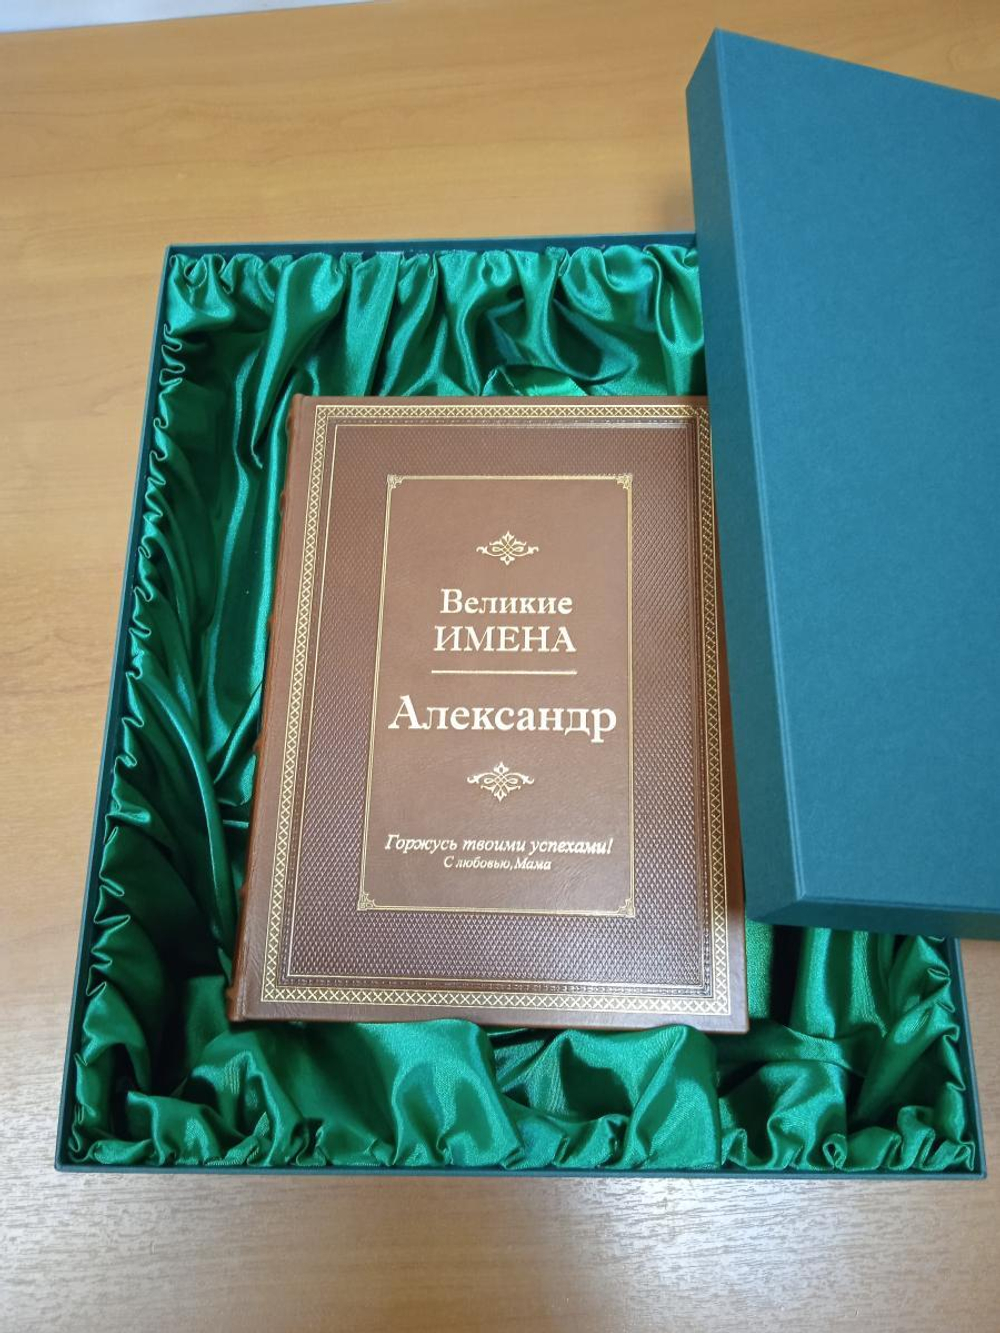 Великие
ИМЕНА
Александр
Горжусь твоими успехами!
С любовью, Мама